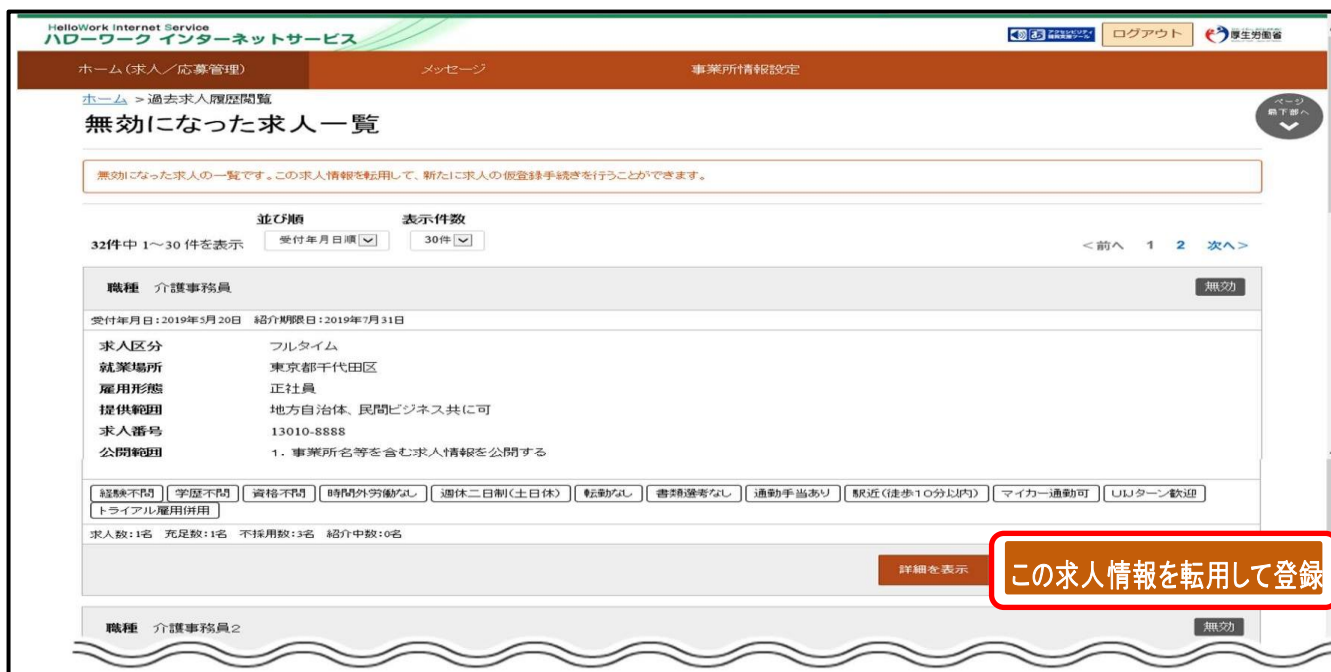 HelloWork Internet Service
ハローワーク インターネットサービス
ログアウト
厚生労働省
ホーム(求人/応募管理)
メッセージ
事業所情報設定
ホーム >過去求人履歴閲覧
ページ
最下部へ
無効になった求人一覧
無効になった求人の一覧です。この求人情報を転用して、新たに求人の仮登録手続きを行うことができます。
並び順 表示件数
32件中 1～30 件を表示 受付年月日順 30件
<前へ 1 2 次へ>
職種 介護事務員 無効
受付年月日:2019年5月20日 紹介期限日:2019年7月31日
求人区分 フルタイム
就業場所 東京都千代田区
雇用形態 正社員
提供範囲 地方自治体、民間ビジネス共に可
求人番号 13010-8888
公開範囲 1. 事業所名等を含む求人情報を公開する
経験不問 学歴不問 資格不問 時間外労働なし 週休二日制(土日休) 転勤なし 書類選考なし 通勤手当あり 駅近(徒歩10分以内) マイカー通勤可 UIJターン歓迎
トライアル雇用併用
求人数:1名 充足数:1名 不採用数:3名 紹介中数:0名
詳細を表示
この求人情報を転用して登録
職種 介護事務員2 無効